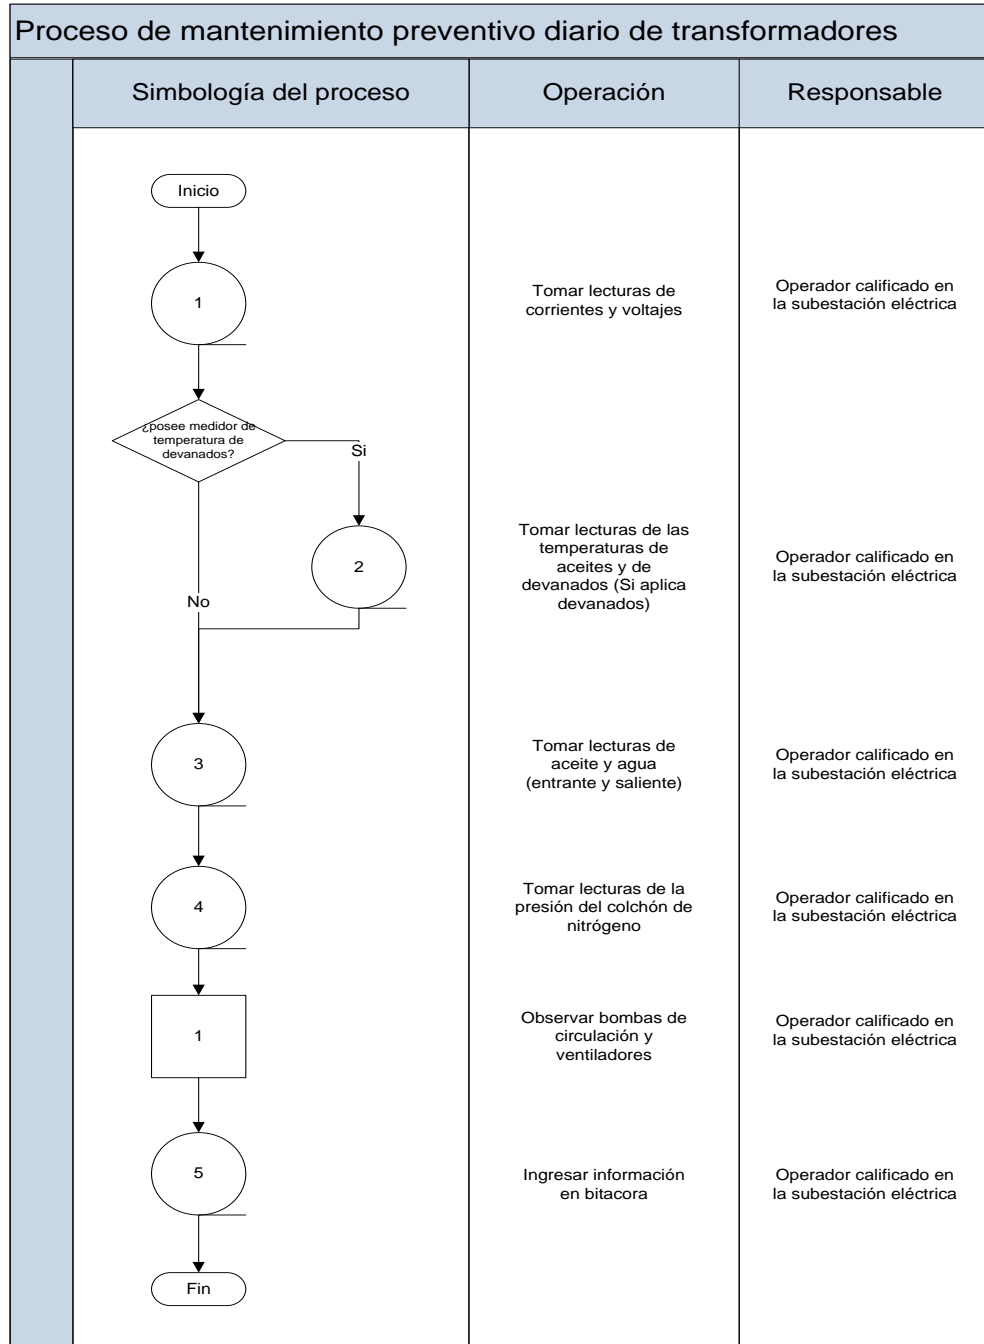 Proceso de mantenimiento preventivo diario de transformadores
Simbología del proceso
Operación
Responsable
Inicio
1
Tomar lecturas de
corrientes y voltajes
Operador calificado en
la subestación eléctrica
¿posee medidor de
temperatura de
devanados?
Si
2
Tomar lecturas de las
temperaturas de
aceites y de
devanados (Si aplica
devanados)
Operador calificado en
la subestación eléctrica
No
3
Tomar lecturas de
aceite y agua
(entrante y saliente)
Operador calificado en
la subestación eléctrica
4
Tomar lecturas de la
presión del colchón de
nitrógeno
Operador calificado en
la subestación eléctrica
1
Observar bombas de
circulación y
ventiladores
Operador calificado en
la subestación eléctrica
5
Ingresar información
en bitacora
Operador calificado en
la subestación eléctrica
Fin